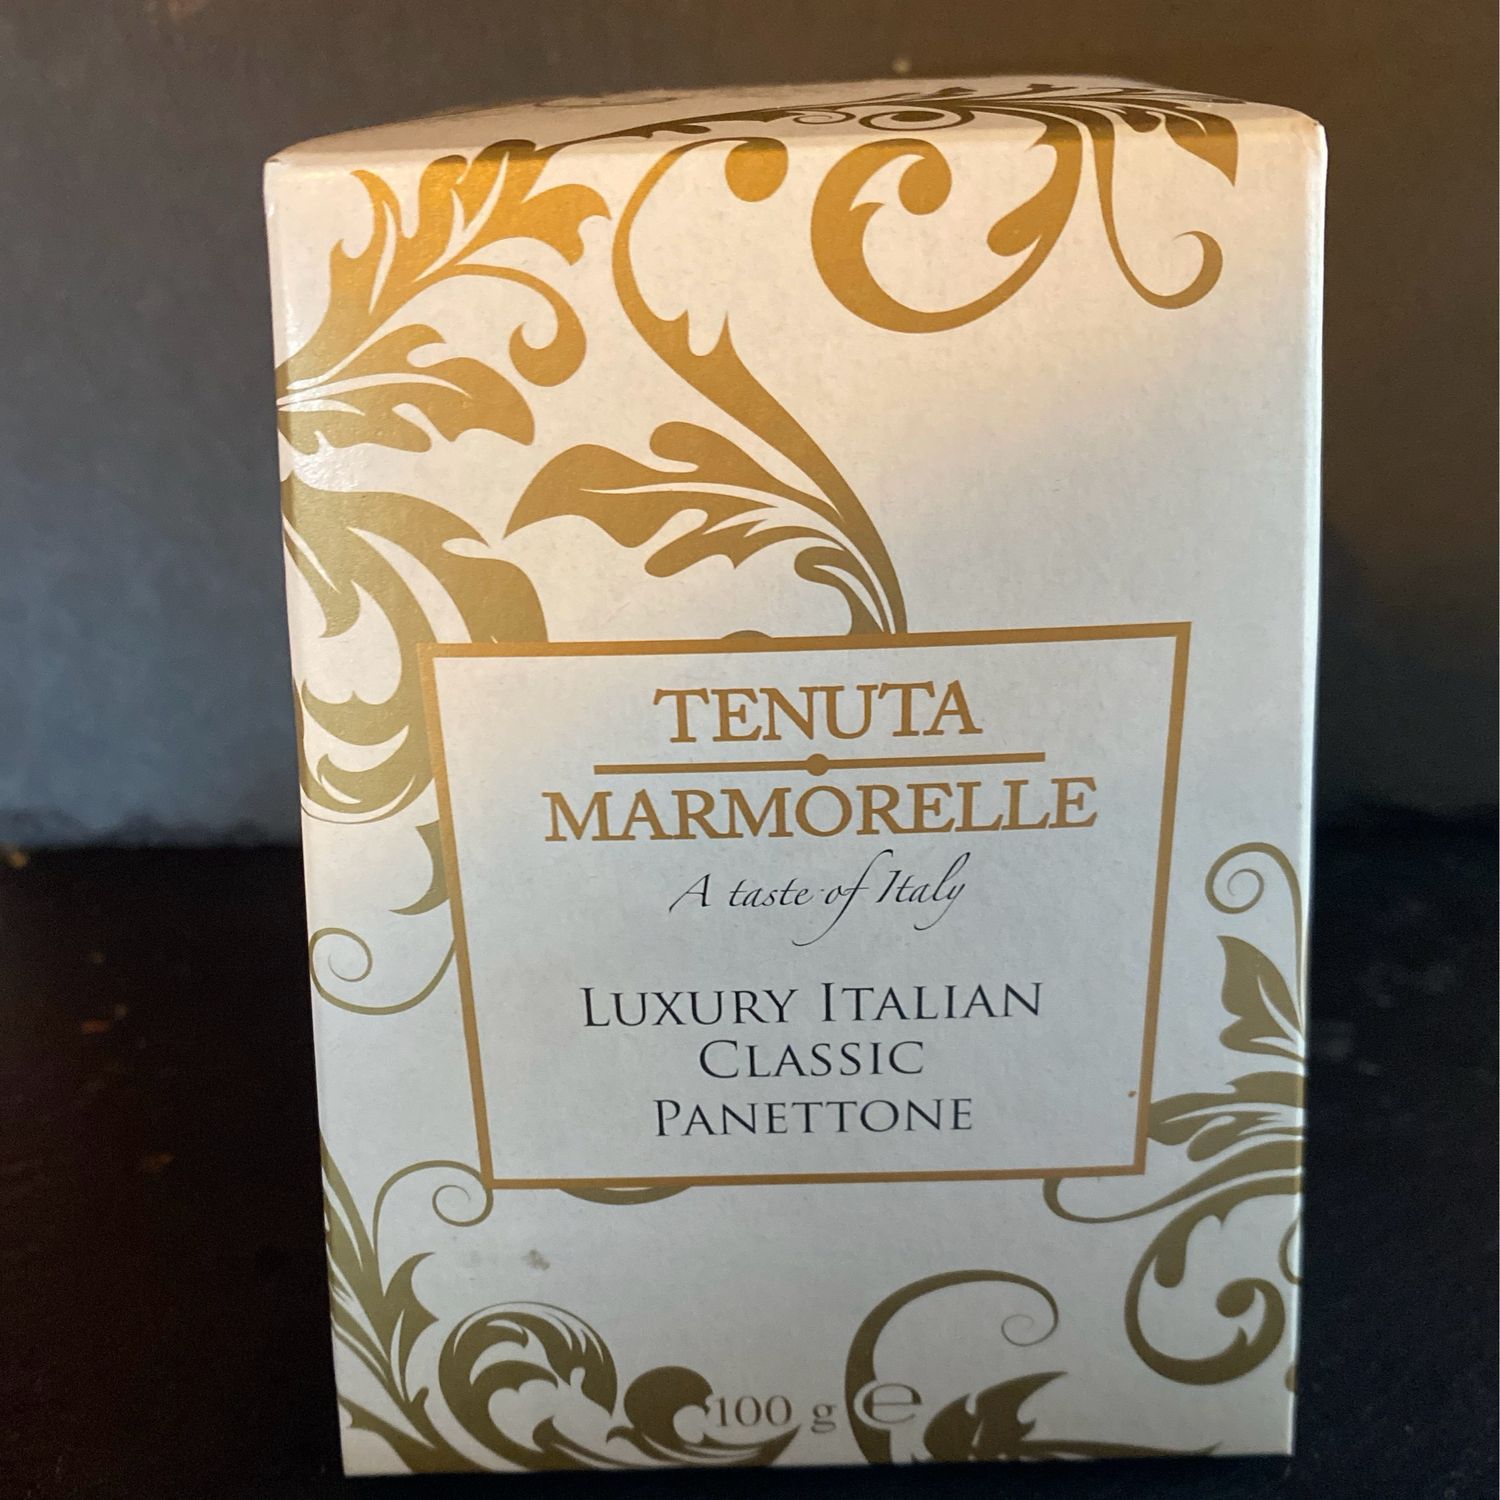 TENUTA
MARMORELLE
A taste of Italy
LUXURY ITALIAN
CLASSIC
PANETTONE
100 g ℮